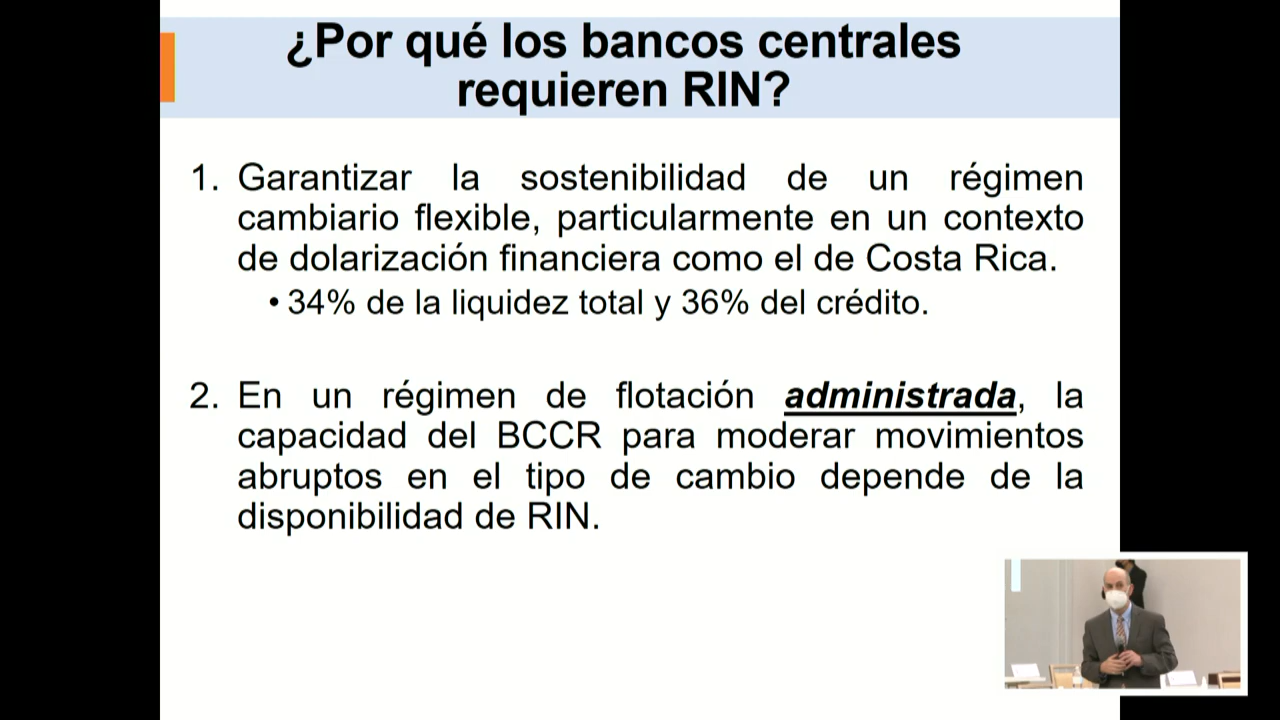 ¿Por qué los bancos centrales
requieren RIN?
1. Garantizar la sostenibilidad de un régimen
cambiario flexible, particularmente en un contexto
de dolarización financiera como el de Costa Rica.
• 34% de la liquidez total y 36% del crédito.
2. En un régimen de flotación administrada, la
capacidad del BCCR para moderar movimientos
abruptos en el tipo de cambio depende de la
disponibilidad de RIN.